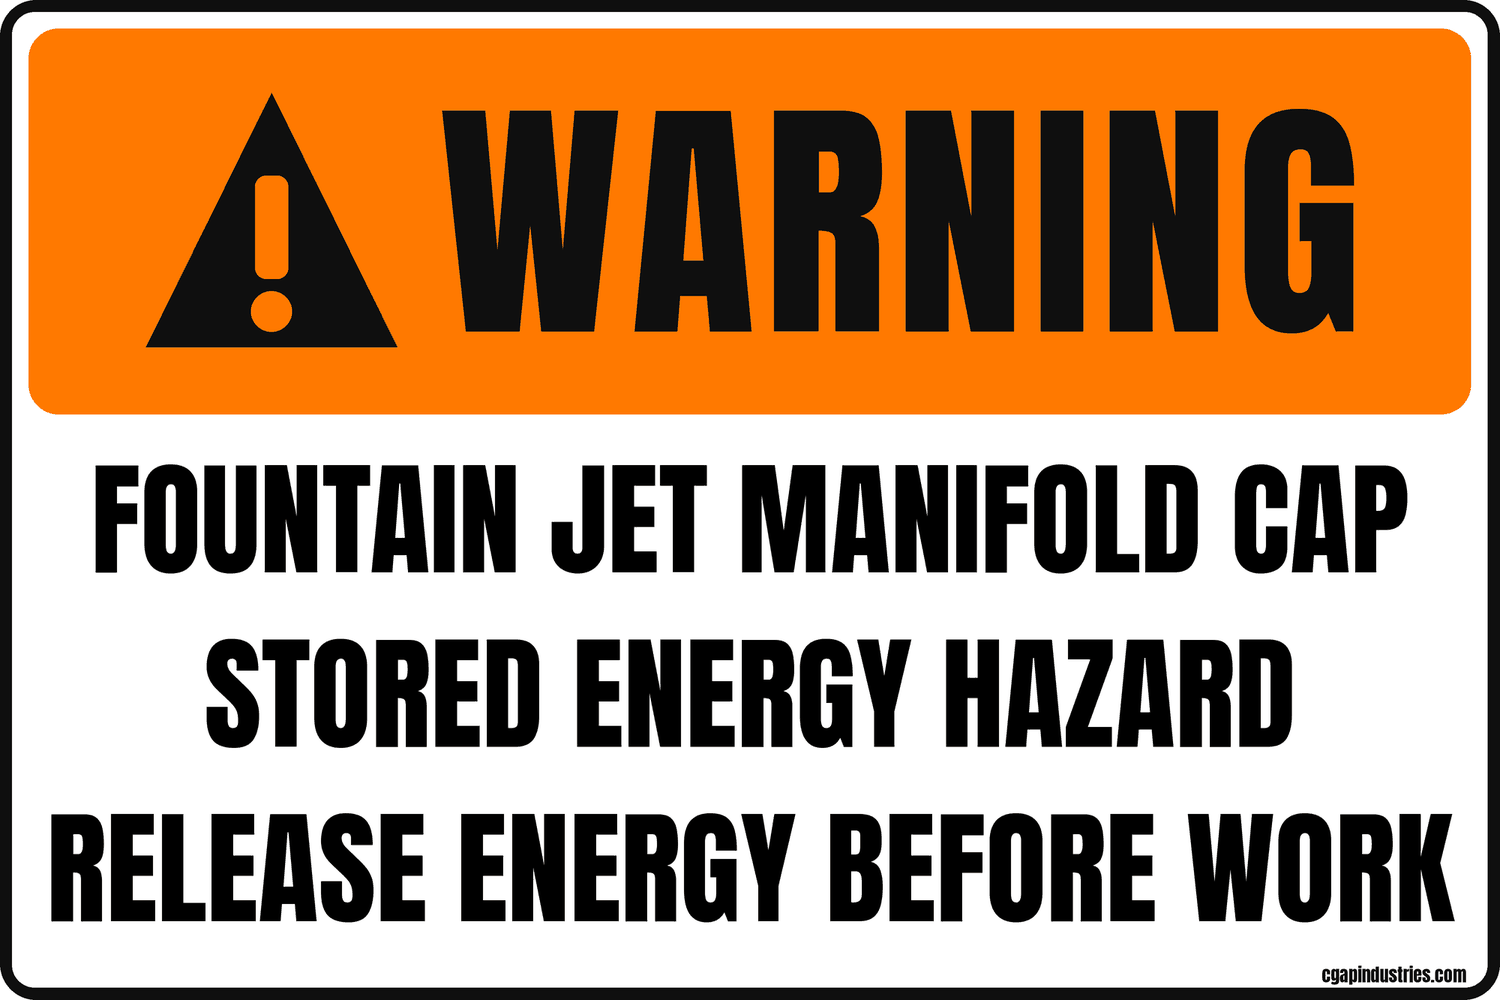 WARNING
FOUNTAIN JET MANIFOLD CAP
STORED ENERGY HAZARD
RELEASE ENERGY BEFORE WORK
cgapindustries.com